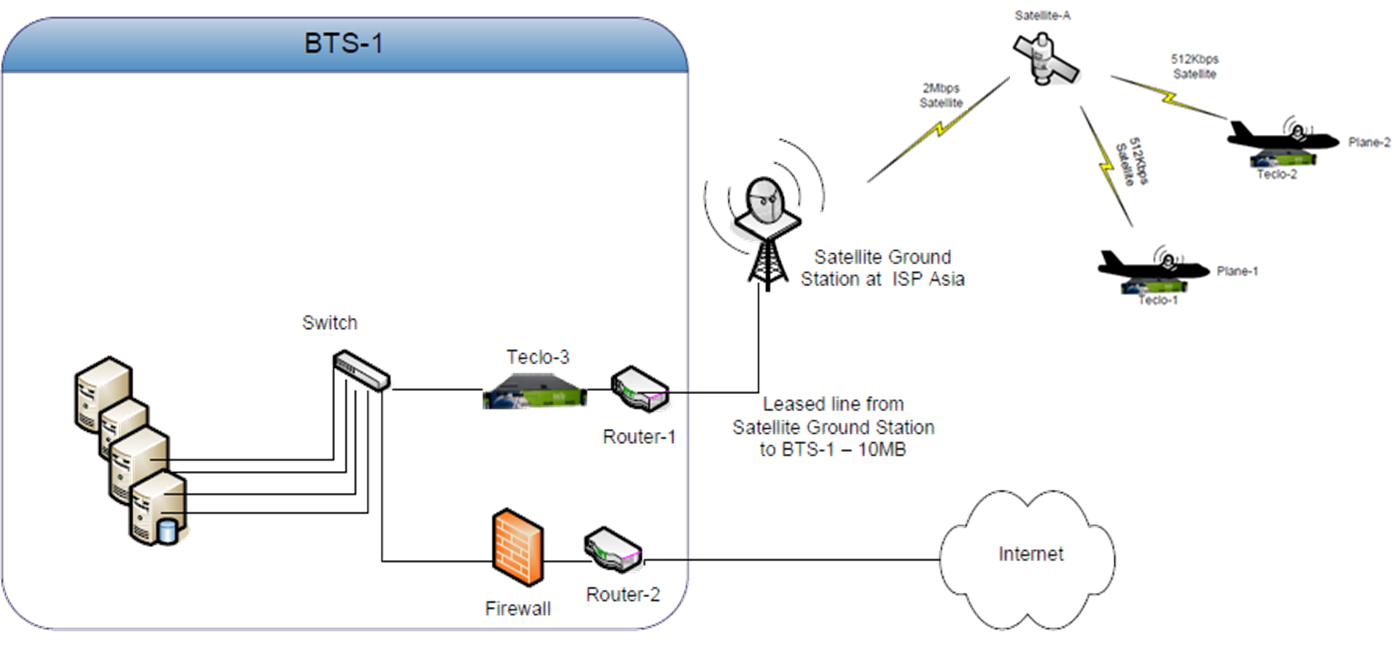 BTS-1
Satellite-A
2Mbps
Satellite
512Kbps
Satellite
512Kbps
Satellite
Plane-2
Teclo-2
Plane-1
Teclo-1
Satellite Ground
Station at ISP Asia
Switch
Teclo-3
Router-1
Leased line from
Satellite Ground Station
to BTS-1 – 10MB
Firewall
Router-2
Internet